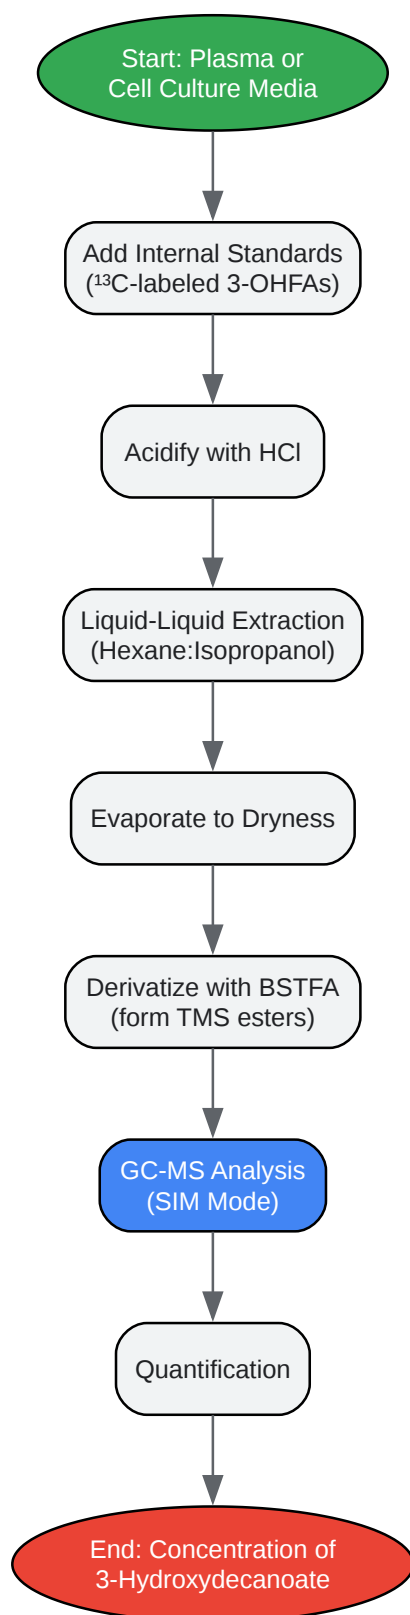 Start: Plasma or
Cell Culture Media
Add Internal Standards
(¹³C-labeled 3-OHFAs)
Acidify with HCl
Liquid-Liquid Extraction
(Hexane:Isopropanol)
Evaporate to Dryness
Derivatize with BSTFA
(form TMS esters)
GC-MS Analysis
(SIM Mode)
Quantification
End: Concentration of
3-Hydroxydecanoate